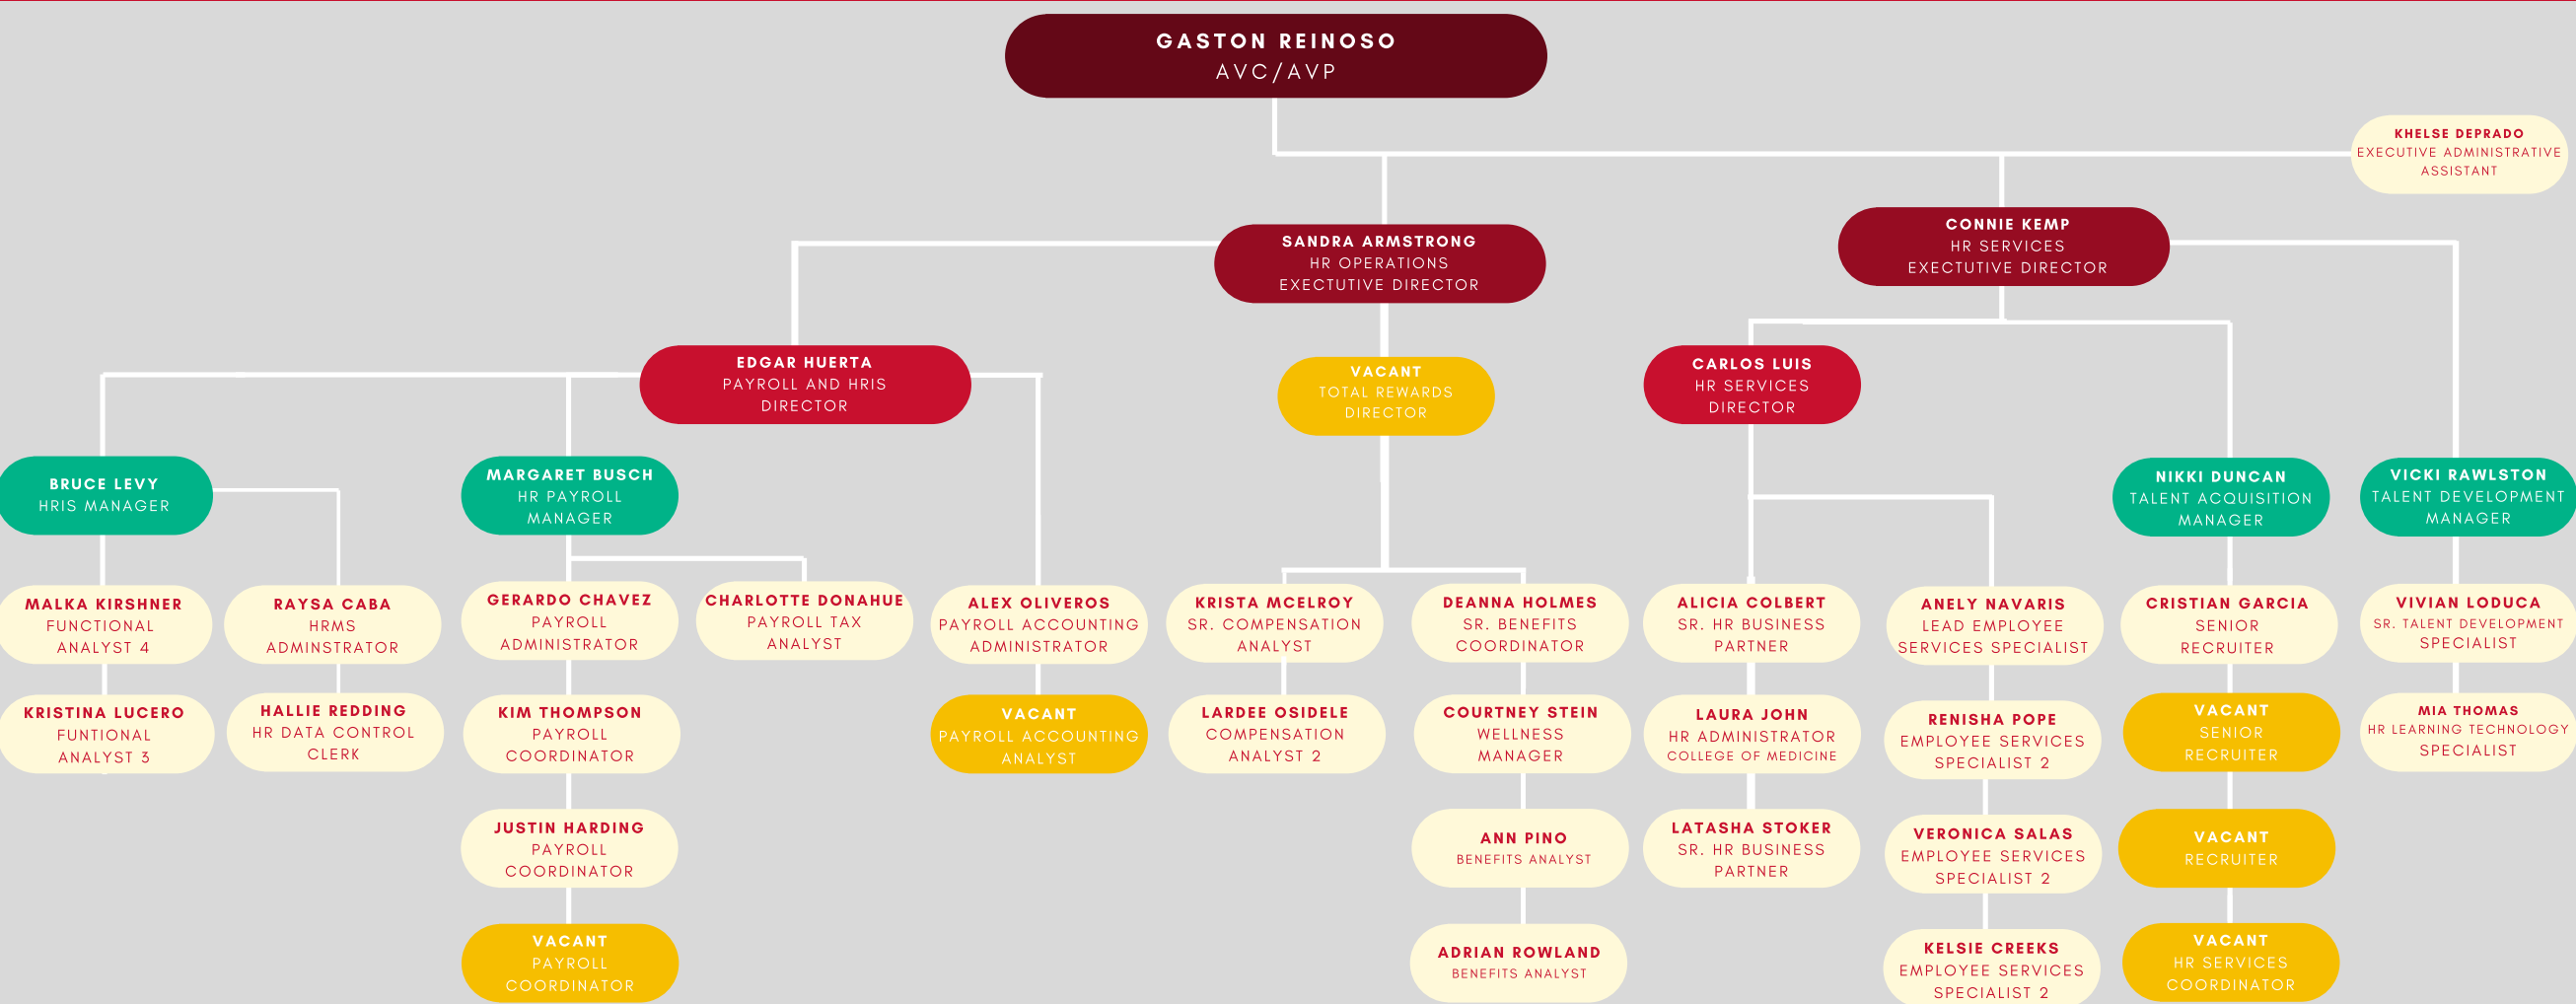 GASTON REINOSO
AVC/AVP
KHELSE DEPRADO
EXECUTIVE ADMINISTRATIVE
ASSISTANT
SANDRA ARMSTRONG
HR OPERATIONS
EXECTUTIVE DIRECTOR
CONNIE KEMP
HR SERVICES
EXECTUTIVE DIRECTOR
EDGAR HUERTA
PAYROLL AND HRIS
DIRECTOR
VACANT
TOTAL REWARDS
DIRECTOR
CARLOS LUIS
HR SERVICES
DIRECTOR
BRUCE LEVY
HRIS MANAGER
MARGARET BUSCH
HR PAYROLL
MANAGER
NIKKI DUNCAN
TALENT ACQUISITION
MANAGER
VICKI RAWLSTON
TALENT DEVELOPMENT
MANAGER
MALKA KIRSHNER
FUNCTIONAL
ANALYST 4
RAYSA CABA
HRMS
ADMINSTRATOR
GERARDO CHAVEZ
PAYROLL
ADMINISTRATOR
CHARLOTTE DONAHUE
PAYROLL TAX
ANALYST
ALEX OLIVEROS
PAYROLL ACCOUNTING
ADMINISTRATOR
KRISTA MCELROY
SR. COMPENSATION
ANALYST
DEANNA HOLMES
SR. BENEFITS
COORDINATOR
ALICIA COLBERT
SR. HR BUSINESS
PARTNER
ANELY NAVARIS
LEAD EMPLOYEE
SERVICES SPECIALIST
CRISTIAN GARCIA
SENIOR
RECRUITER
VIVIAN LODUCA
SR. TALENT DEVELOPMENT
SPECIALIST
KRISTINA LUCERO
FUNTIONAL
ANALYST 3
HALLIE REDDING
HR DATA CONTROL
CLERK
KIM THOMPSON
PAYROLL
COORDINATOR
VACANT
PAYROLL ACCOUNTING
ANALYST
LARDEE OSIDELE
COMPENSATION
ANALYST 2
COURTNEY STEIN
WELLNESS
MANAGER
LAURA JOHN
HR ADMINISTRATOR
COLLEGE OF MEDICINE
RENISHA POPE
EMPLOYEE SERVICES
SPECIALIST 2
VACANT
SENIOR
RECRUITER
MIA THOMAS
HR LEARNING TECHNOLOGY
SPECIALIST
JUSTIN HARDING
PAYROLL
COORDINATOR
ANN PINO
BENEFITS ANALYST
LATASHA STOKER
SR. HR BUSINESS
PARTNER
VERONICA SALAS
EMPLOYEE SERVICES
SPECIALIST 2
VACANT
RECRUITER
VACANT
PAYROLL
COORDINATOR
ADRIAN ROWLAND
BENEFITS ANALYST
KELSIE CREEKS
EMPLOYEE SERVICES
SPECIALIST 2
VACANT
HR SERVICES
COORDINATOR